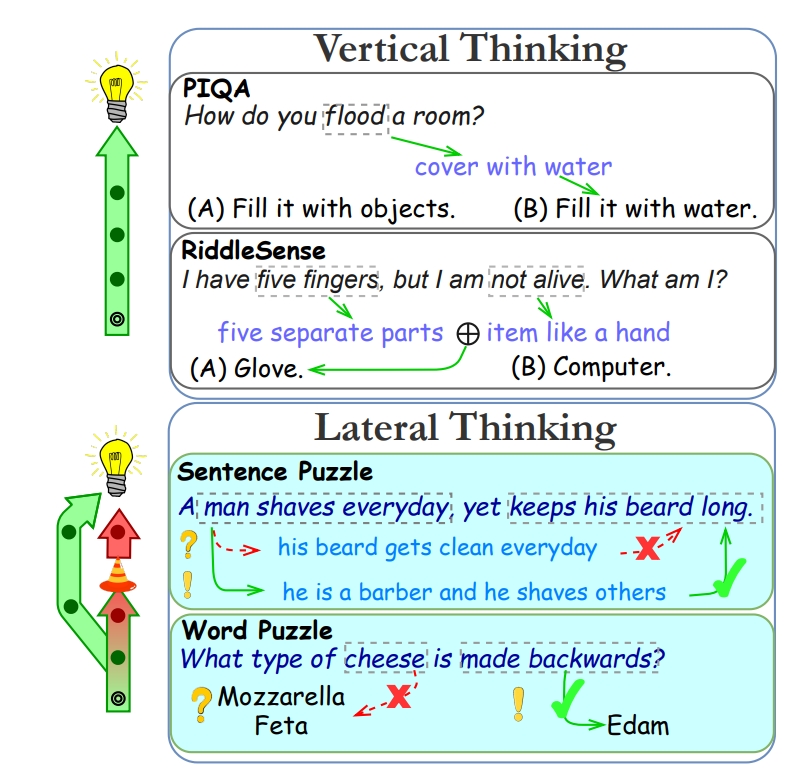 Vertical Thinking
PIQA
How do you flood a room?
cover with water
(A) Fill it with objects. (B) Fill it with water.
RiddleSense
I have five fingers, but I am not alive. What am I?
five separate parts ⊕ item like a hand
(A) Glove. (B) Computer.
Lateral Thinking
Sentence Puzzle
A man shaves everyday, yet keeps his beard long.
? his beard gets clean everyday X
! he is a barber and he shaves others ✓
Word Puzzle
What type of cheese is made backwards?
? Mozzarella X ! ✓
Feta Edam